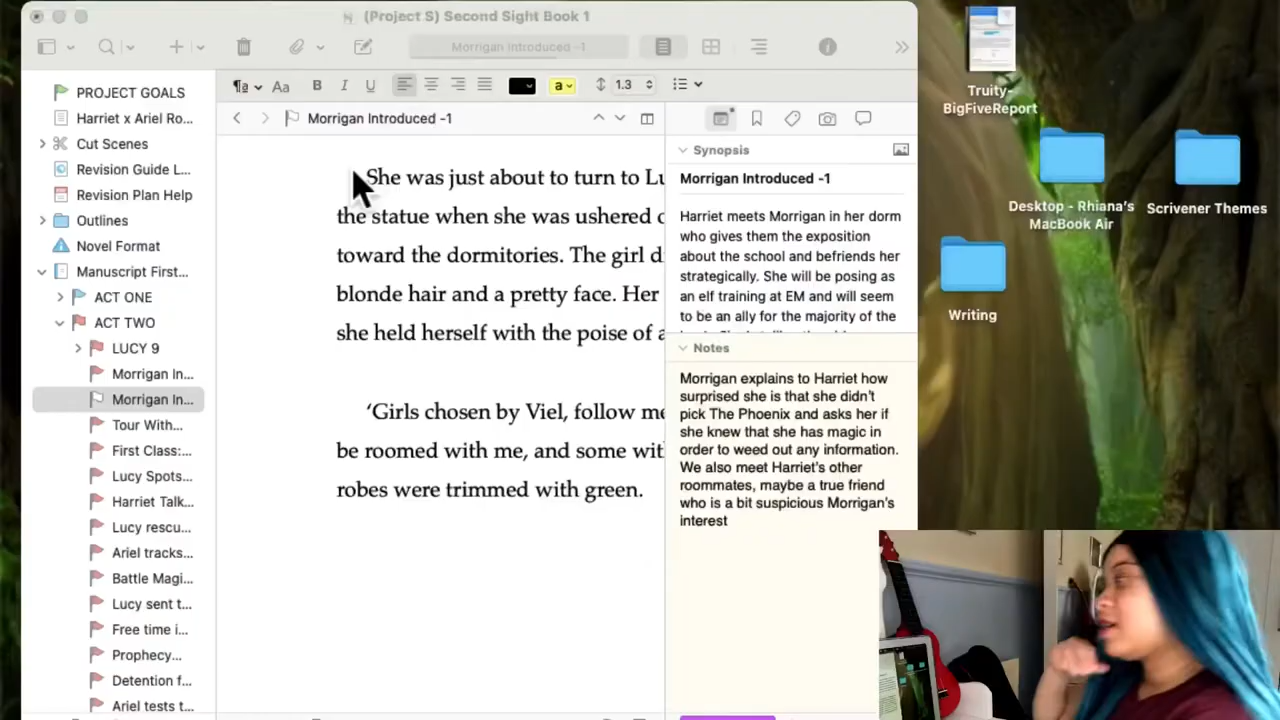 (Project S) Second Sight Book 1
Morrigan Introduced -1
Aa
B I U
a
1.3
PROJECT GOALS
Harriet x Ariel Ro...
Cut Scenes
Revision Guide L...
Revision Plan Help
Outlines
Novel Format
Manuscript First...
ACT ONE
ACT TWO
LUCY 9
Morrigan In...
Morrigan In...
Tour With...
First Class:...
Lucy Spots...
Harriet Talk...
Lucy rescu...
Ariel tracks...
Battle Magi...
Lucy sent t...
Free time i...
Prophecy...
Detention f...
Ariel tests t...
Morrigan Introduced -1
She was just about to turn to Lu
the statue when she was ushered
toward the dormitories. The girl d
blonde hair and a pretty face. Her
she held herself with the poise of a
‘Girls chosen by Viel, follow me
be roomed with me, and some wit
robes were trimmed with green.
Synopsis
Morrigan Introduced -1
Harriet meets Morrigan in her dorm
who gives them the exposition
about the school and befriends her
strategically. She will be posing as
an elf training at EM and will seem
to be an ally for the majority of the
Notes
Morrigan explains to Harriet how
surprised she is that she didn’t
pick The Phoenix and asks her if
she knew that she has magic in
order to weed out any information.
We also meet Harriet’s other
roommates, maybe a true friend
who is a bit suspicious Morrigan’s
interest
Truity-
BigFiveReport
Desktop - Rhiana’s
MacBook Air
Scrivener Themes
Writing